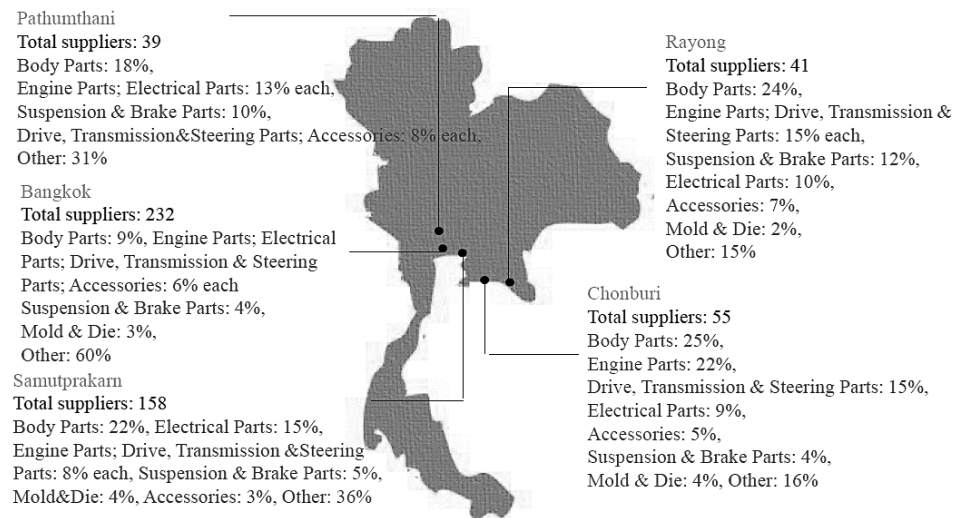 Pathumthani
Total suppliers: 39
Body Parts: 18%,
Engine Parts; Electrical Parts: 13% each,
Suspension & Brake Parts: 10%,
Drive, Transmission&Steering Parts; Accessories: 8% each,
Other: 31%
Bangkok
Total suppliers: 232
Body Parts: 9%, Engine Parts; Electrical
Parts; Drive, Transmission & Steering
Parts; Accessories: 6% each
Suspension & Brake Parts: 4%,
Mold & Die: 3%,
Other: 60%
Samutprakarn
Total suppliers: 158
Body Parts: 22%, Electrical Parts: 15%,
Engine Parts; Drive, Transmission &Steering
Parts: 8% each, Suspension & Brake Parts: 5%,
Mold&Die: 4%, Accessories: 3%, Other: 36%
Rayong
Total suppliers: 41
Body Parts: 24%,
Engine Parts; Drive, Transmission &
Steering Parts: 15% each,
Suspension & Brake Parts: 12%,
Electrical Parts: 10%,
Accessories: 7%,
Mold & Die: 2%,
Other: 15%
Chonburi
Total suppliers: 55
Body Parts: 25%,
Engine Parts: 22%,
Drive, Transmission & Steering Parts: 15%,
Electrical Parts: 9%,
Accessories: 5%,
Suspension & Brake Parts: 4%,
Mold & Die: 4%, Other: 16%